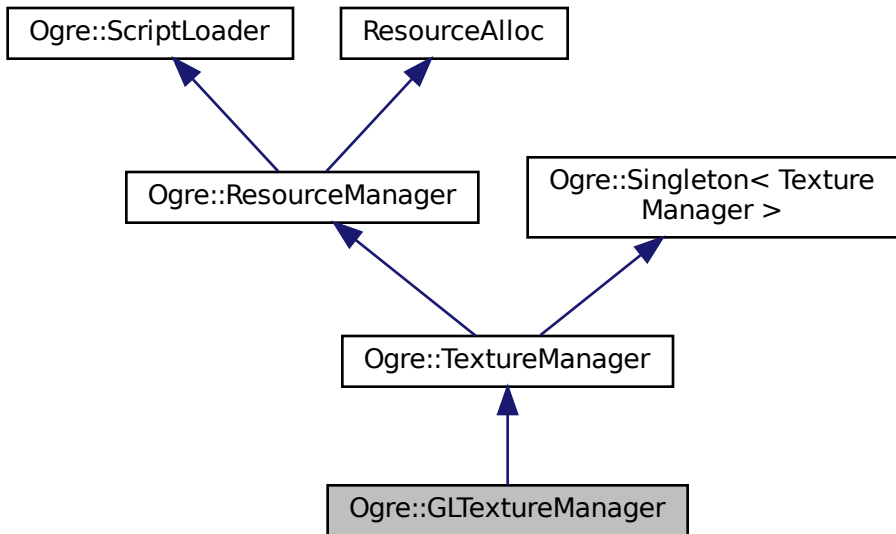 Ogre::ScriptLoader
ResourceAlloc
Ogre::ResourceManager
Ogre::Singleton< Texture
Manager >
Ogre::TextureManager
Ogre::GLTextureManager